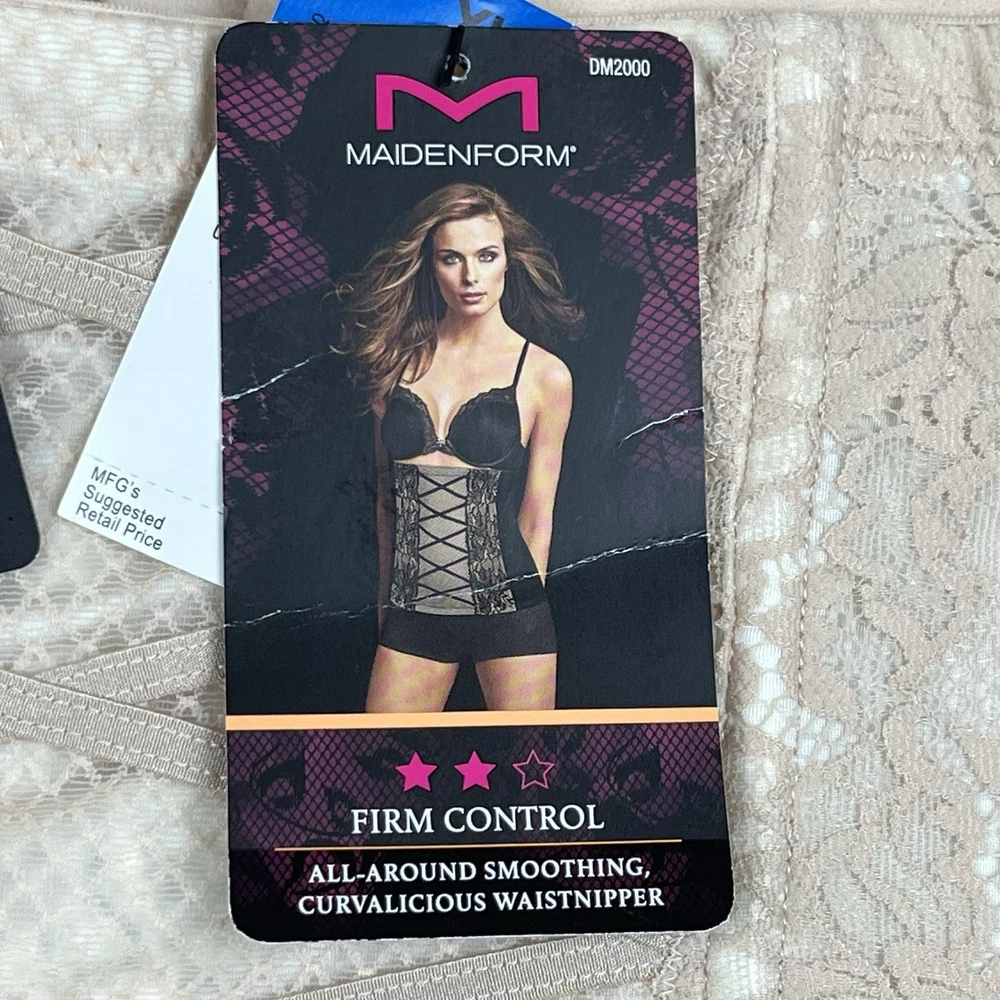 DM2000
MAIDENFORM®
MFG's
Suggested
Retail Price
FIRM CONTROL
ALL-AROUND SMOOTHING,
CURVALICIOUS WAISTNIPPER